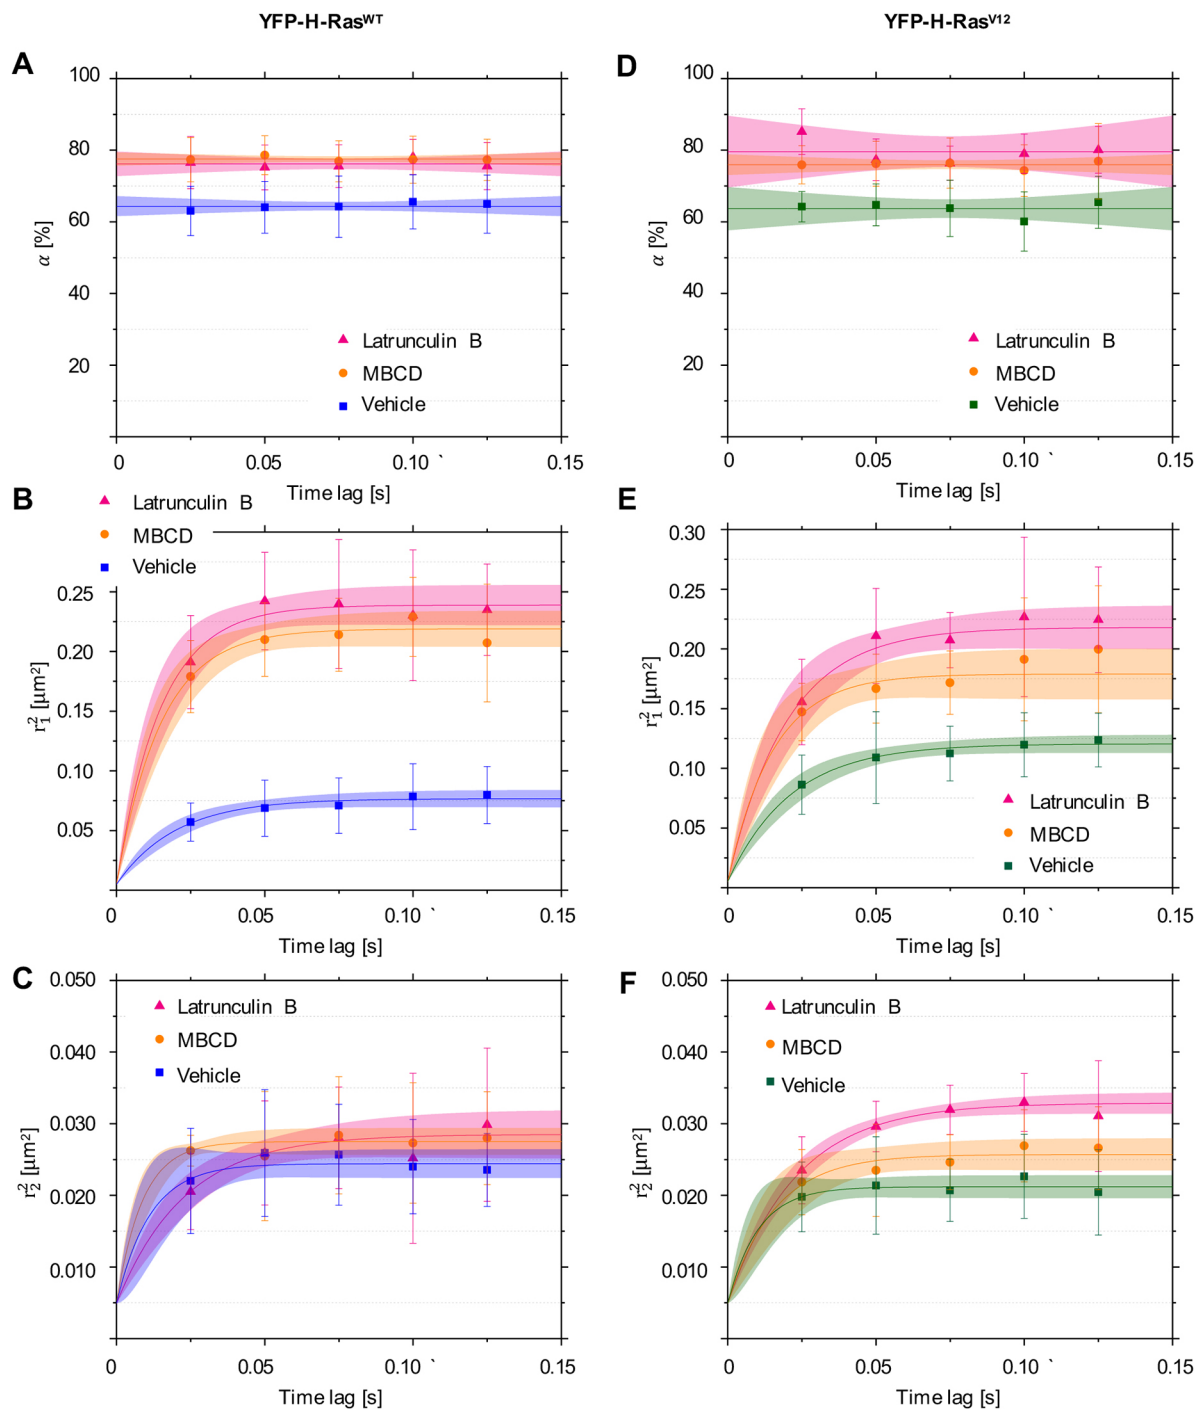 YFP-H-Ras^WT
YFP-H-Ras^V12
A
100
80
60
40
20
α [%]
Latrunculin B
MBCD
Vehicle
0 0.05 0.10 ` 0.15
Time lag [s]
D
100
80
60
40
20
α [%]
Latrunculin B
MBCD
Vehicle
0 0.05 0.10 ` 0.15
Time lag [s]
B
Latrunculin B
MBCD
Vehicle
0.25
0.20
0.15
0.10
0.05
r₁² [µm²]
0 0.05 0.10 ` 0.15
Time lag [s]
E
0.30
0.25
0.20
0.15
0.10
0.05
r₁² [µm²]
Latrunculin B
MBCD
Vehicle
0 0.05 0.10 ` 0.15
Time lag [s]
C
0.050
0.040
0.030
0.020
0.010
r₂² [µm²]
Latrunculin B
MBCD
Vehicle
0 0.05 0.10 ` 0.15
Time lag [s]
F
0.050
0.040
0.030
0.020
0.010
r₂² [µm²]
Latrunculin B
MBCD
Vehicle
0 0.05 0.10 ` 0.15
Time lag [s]